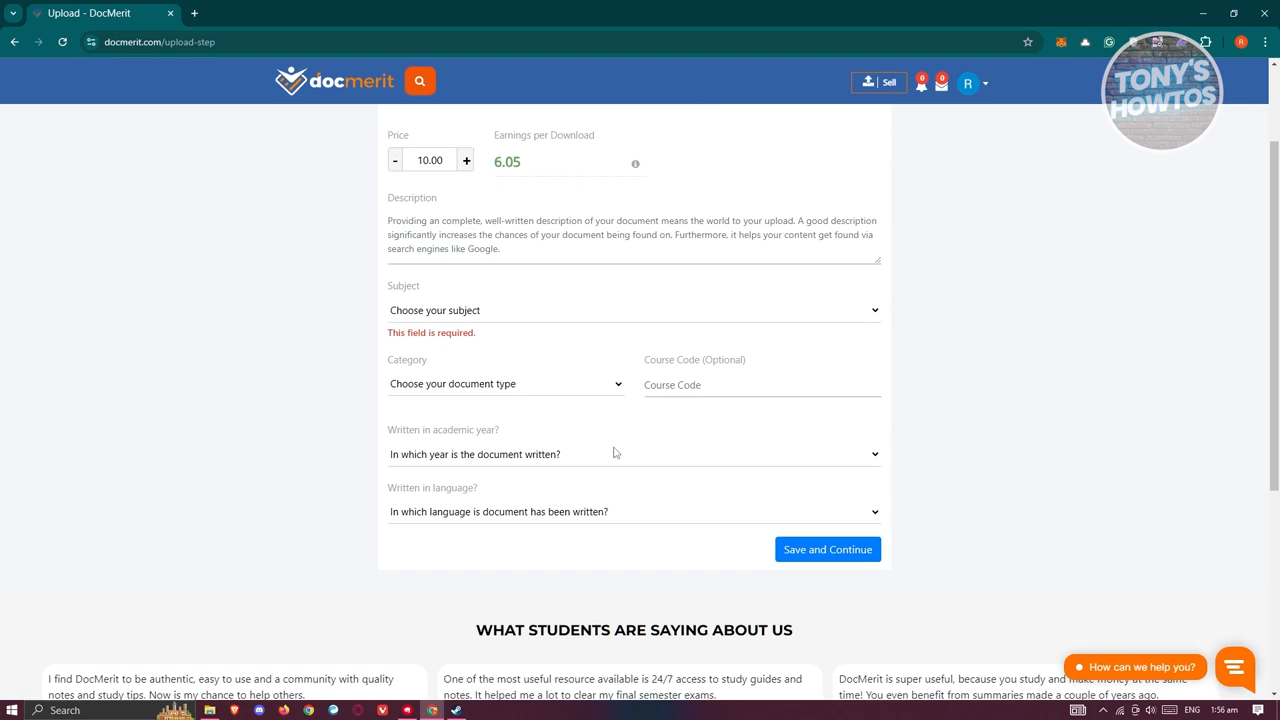 Upload - DocMerit
docmerit.com/upload-step
docmerit
Sell
0
0
R
R
TONY'S
HOWTOS
Price
Earnings per Download
- 10.00 +
6.05
Description
Providing an complete, well-written description of your document means the world to your upload. A good description
significantly increases the chances of your document being found on. Furthermore, it helps your content get found via
search engines like Google.
Subject
Choose your subject
This field is required.
Category
Course Code (Optional)
Choose your document type
Course Code
Written in academic year?
In which year is the document written?
Written in language?
In which language is document has been written?
Save and Continue
WHAT STUDENTS ARE SAYING ABOUT US
I find DocMerit to be authentic, easy to use and a community with quality
notes and study tips. Now is my chance to help others.
One of the most useful resource available is 24/7 access to study guides and
notes. It helped me a lot to clear my final semester exams.
DocMerit is super useful, because you study and make money at the same
time! You even benefit from summaries made a couple of years ago.
How can we help you?
Search
ENG
1:56 am